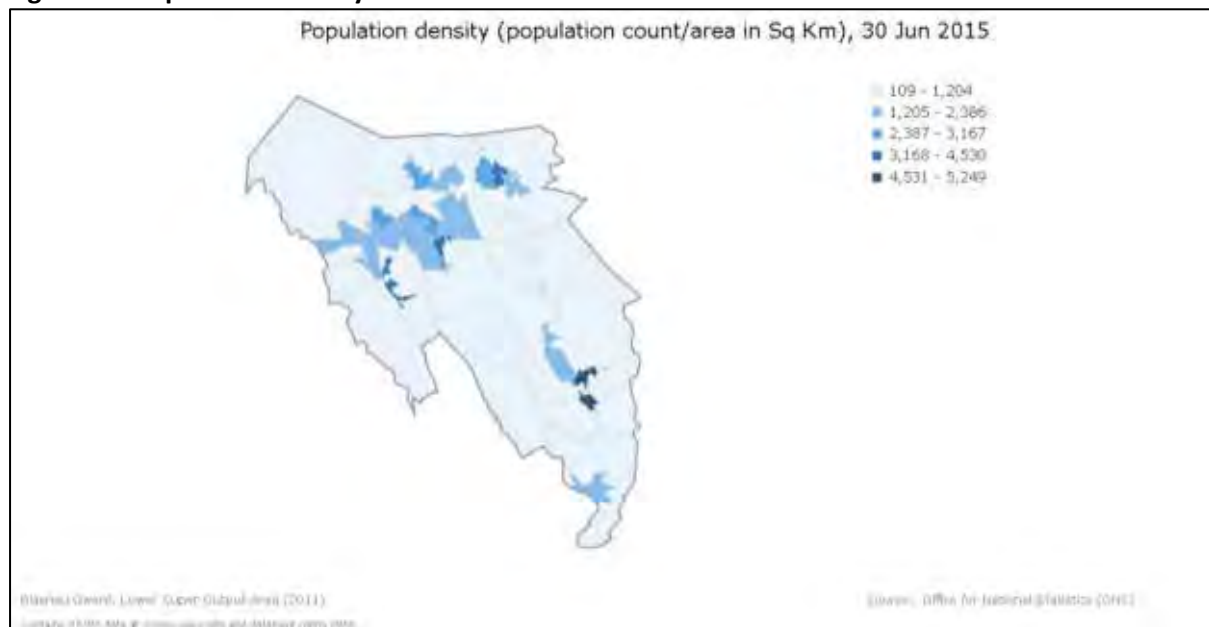 Population density (population count/area in Sq Km), 30 Jun 2015
109 - 1,204
1,205 - 2,386
2,387 - 3,167
3,168 - 4,530
4,531 - 5,249
Blaenau Gwent, Lower Super Output Area (2011)
Source: Office for National Statistics (ONS)